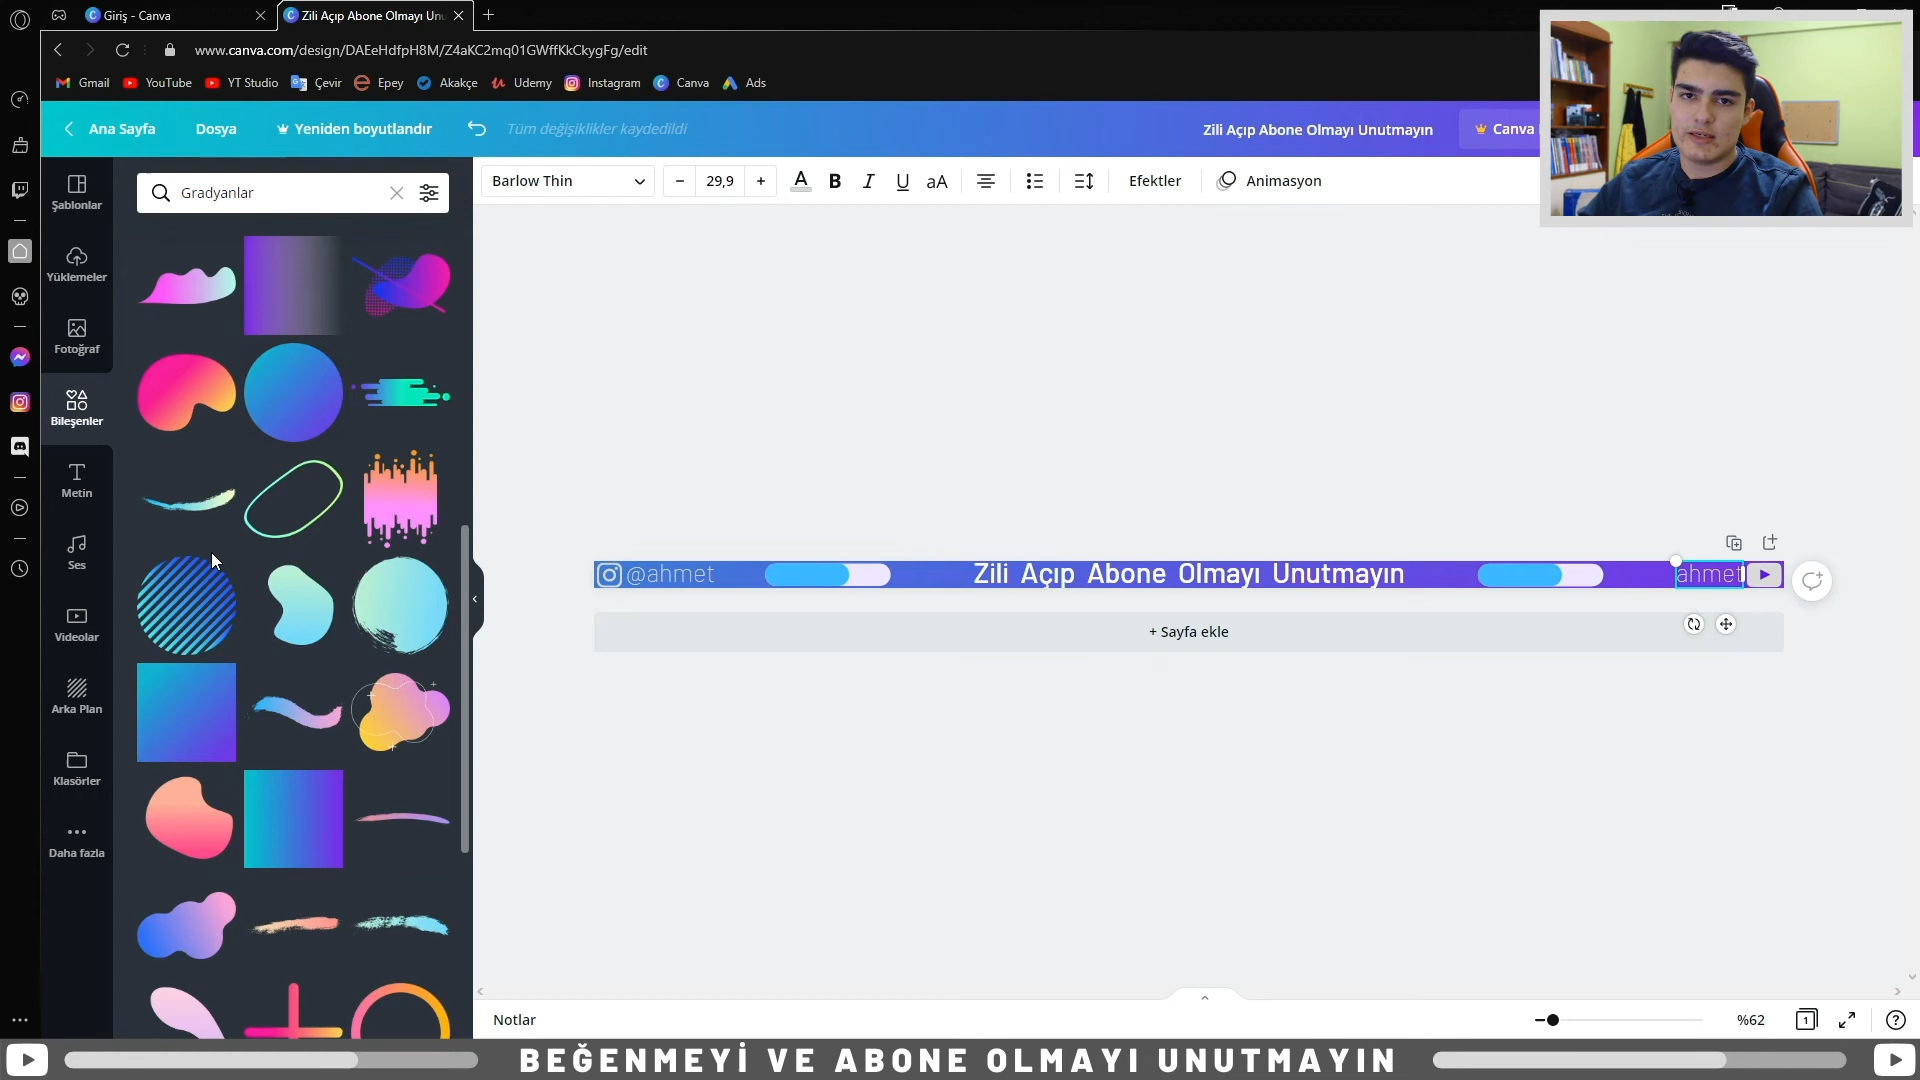 Giriş - Canva
Zili Açıp Abone Olmayı Unu
www.canva.com/design/DAEeHdfpH8M/Z4aKC2mq01GWffKkCkygFg/edit
Gmail YouTube YT Studio Çevir Epey Akakçe Udemy Instagram Canva Ads
Ana Sayfa Dosya Yeniden boyutlandır Tüm değişiklikler kaydedildi Zili Açıp Abone Olmayı Unutmayın Canva
Barlow Thin 29,9 A B I U aA Efektler Animasyon
Gradyanlar
Şablonlar
Yüklemeler
Fotoğraf
Bileşenler
Metin
Ses
Videolar
Arka Plan
Klasörler
Daha fazla
@ahmet Zili Açıp Abone Olmayı Unutmayın ahmet
+ Sayfa ekle
Notlar %62 1 ?
BEĞENMEYİ VE ABONE OLMAYI UNUTMAYIN